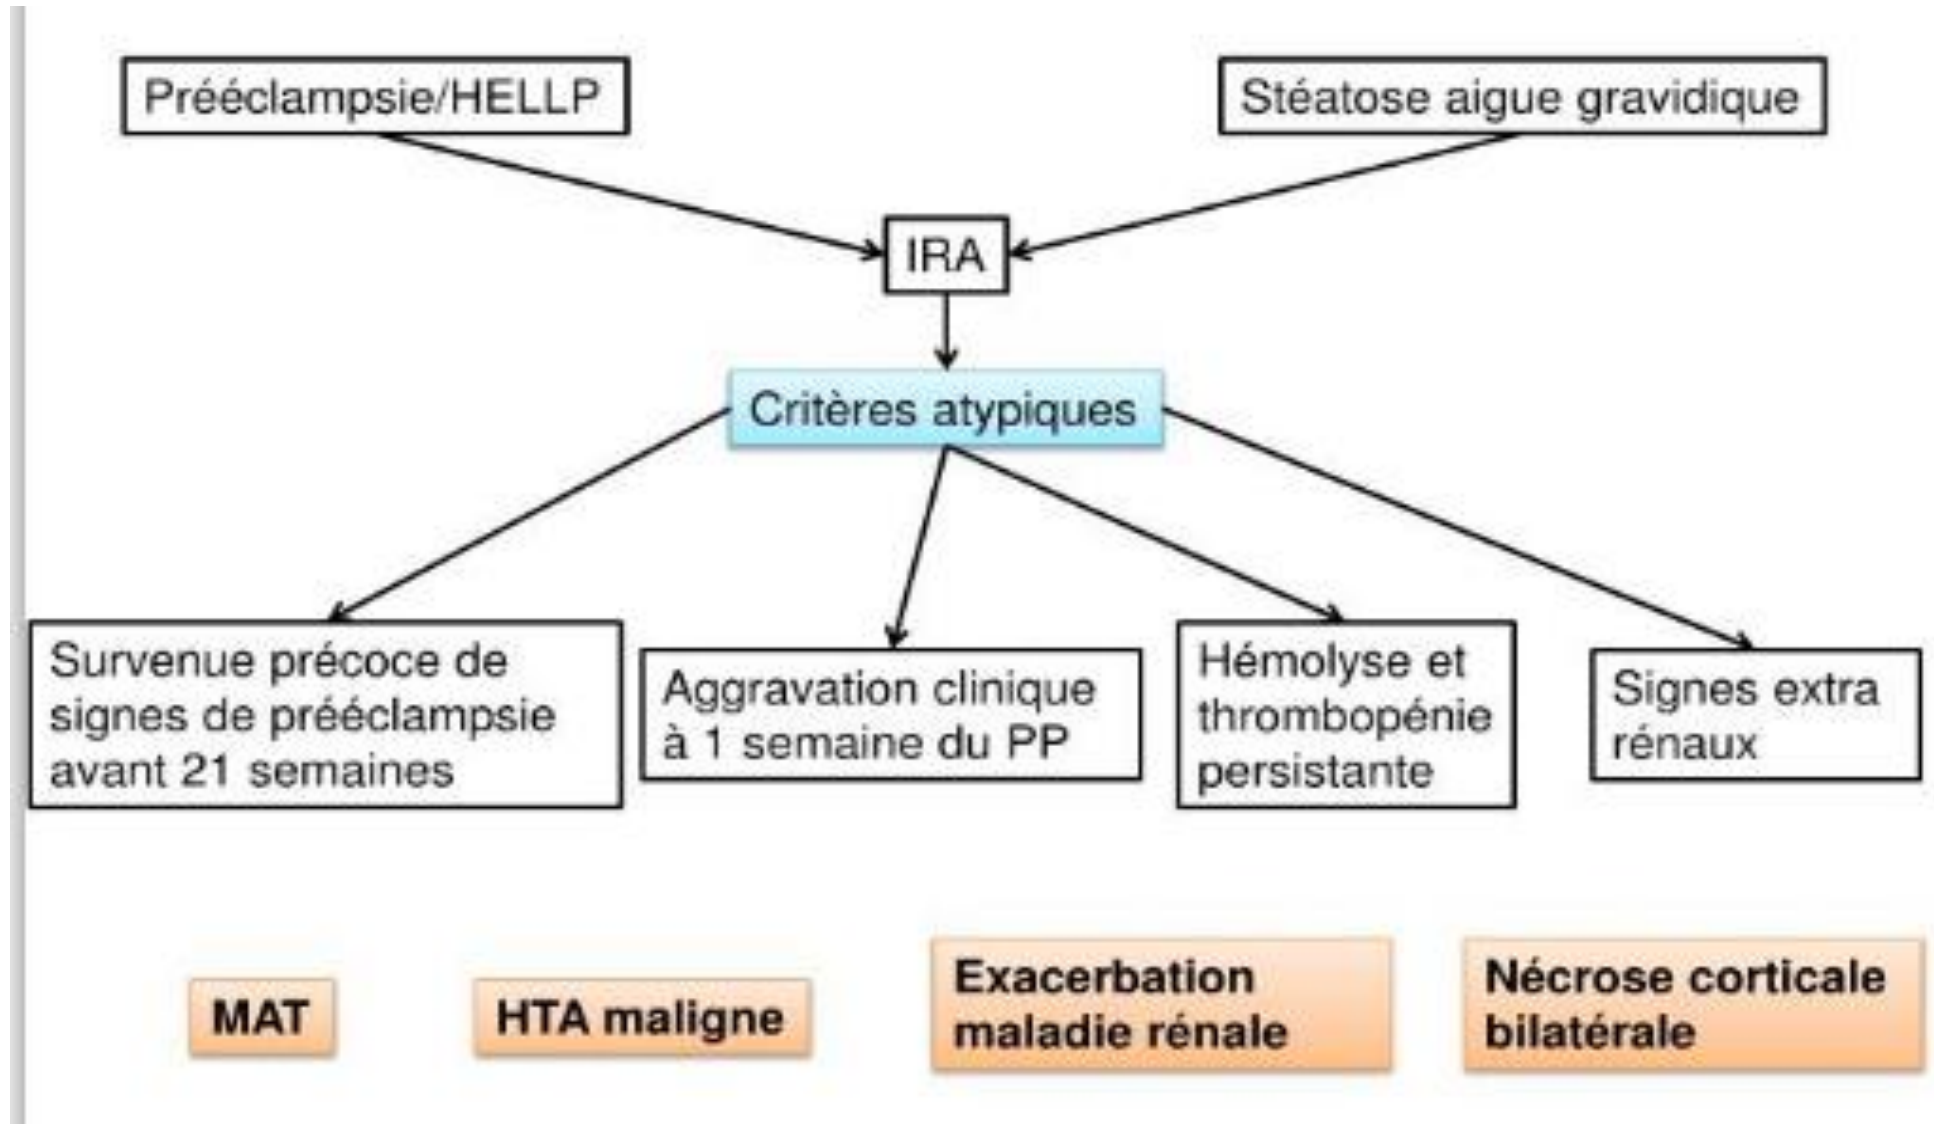 Prééclampsie/HELLP
Stéatose aigue gravidique
IRA
Critères atypiques
Survenue précoce de
signes de prééclampsie
avant 21 semaines
Aggravation clinique
à 1 semaine du PP
Hémolyse et
thrombopénie
persistante
Signes extra
rénaux
MAT
HTA maligne
Exacerbation
maladie rénale
Nécrose corticale
bilatérale